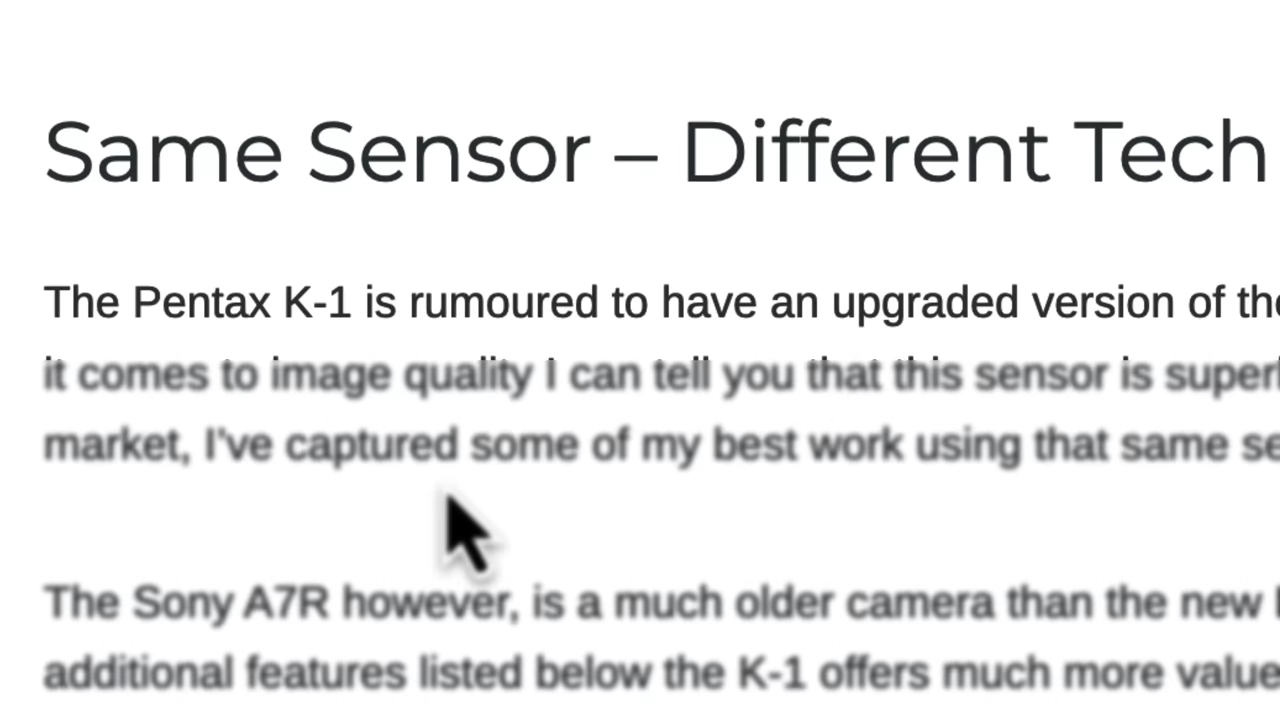 Same Sensor – Different Tech
The Pentax K-1 is rumoured to have an upgraded version of
it comes to image quality I can tell you that this sensor is
market, I've captured some of my best work using that same
The Sony A7R however, is a much older camera than the new
additional features listed below the K-1 offers much more value